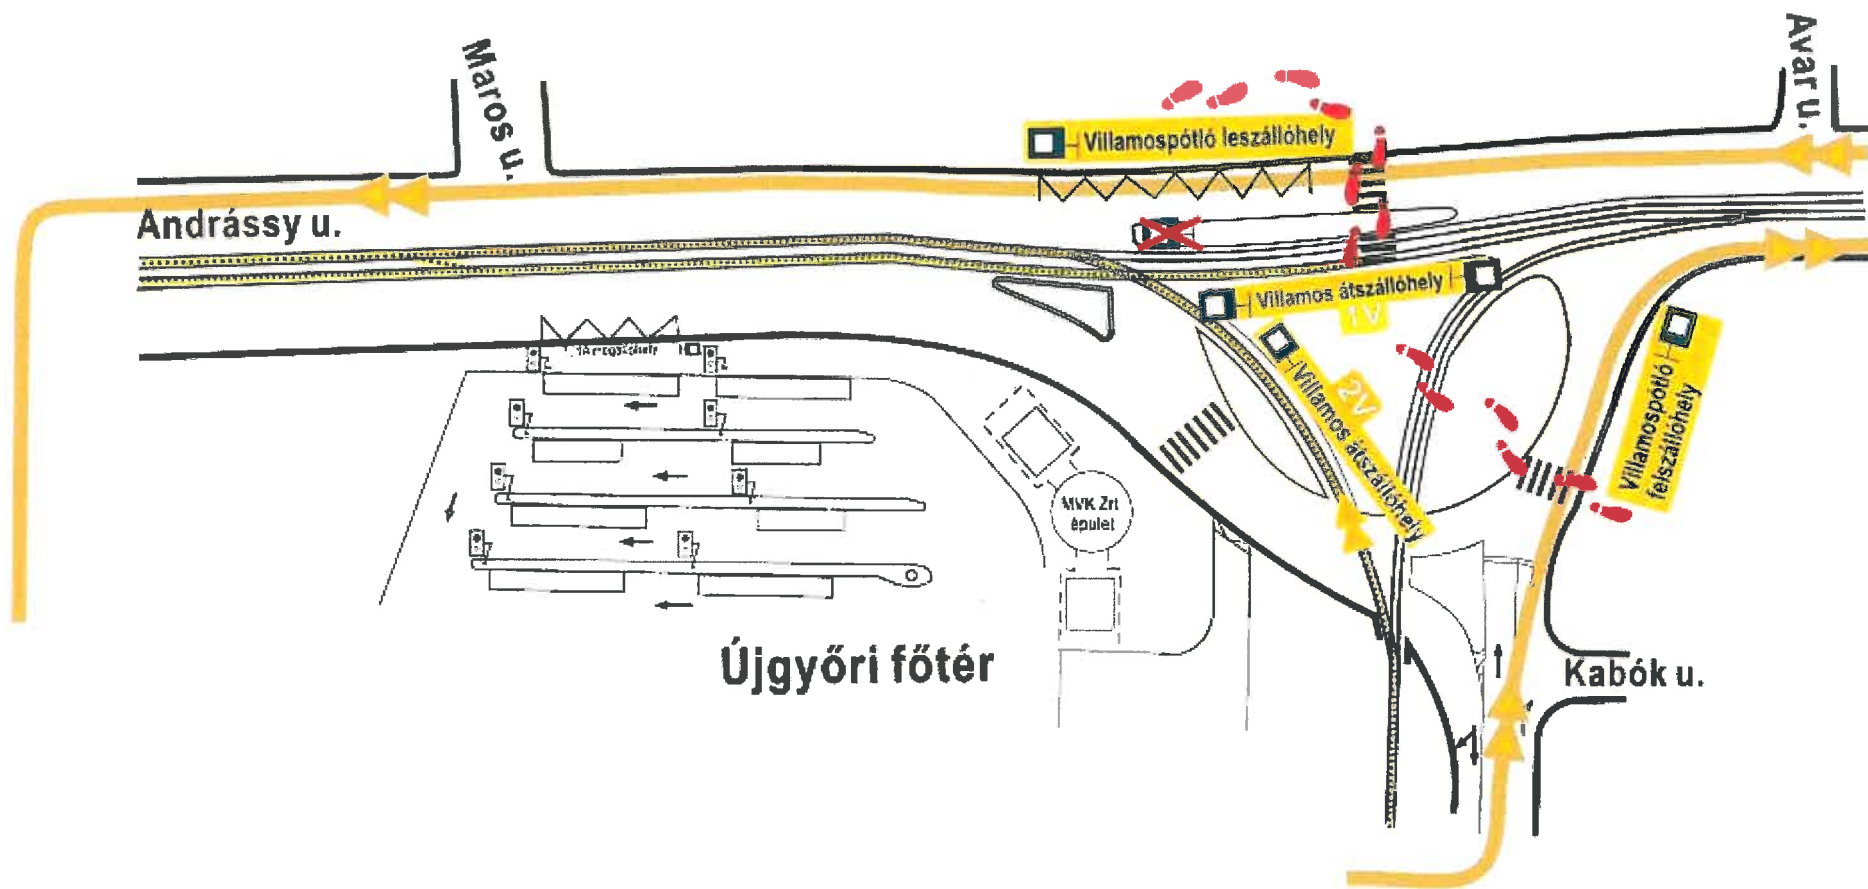 Maros u.
Avar u.
Villamospótló leszállóhely
Andrássy u.
Villamos átszállóhely
1V
2V
Villamos átszállóhely
Villamospótló
felszállóhely
MVK Zrt
épület
Újgyőri főtér
Kabók u.